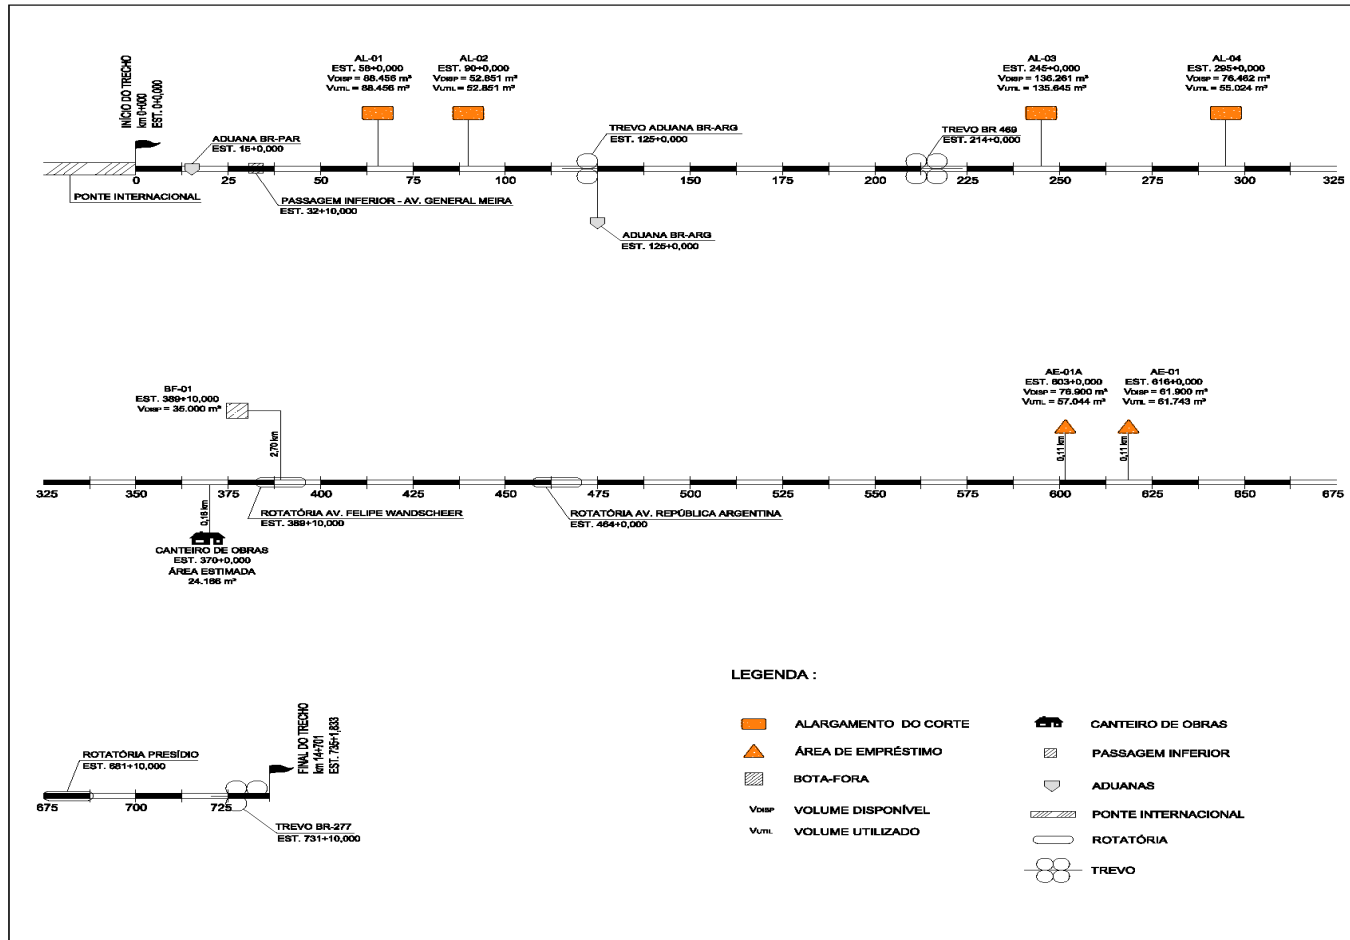 INÍCIO DO TRECHO
km 0+000
EST. 0+0,000
AL-01
EST. 58+0,000
VDISP = 88.456 m³
VUTIL = 88.456 m³
AL-02
EST. 90+0,000
VDISP = 52.851 m³
VUTIL = 52.851 m³
AL-03
EST. 245+0,000
VDISP = 136.261 m³
VUTIL = 135.645 m³
AL-04
EST. 295+0,000
VDISP = 76.462 m³
VUTIL = 55.024 m³
ADUANA BR-PAR
EST. 15+0,000
TREVO ADUANA BR-ARG
EST. 125+0,000
TREVO BR 469
EST. 214+0,000
0 25 50 75 100 125 150 175 200 225 250 275 300 325
PONTE INTERNACIONAL
PASSAGEM INFERIOR - AV. GENERAL MEIRA
EST. 32+10,000
ADUANA BR-ARG
EST. 125+0,000
BF-01
EST. 389+10,000
VDISP = 35.000 m³
2,70 km
AE-01A
EST. 603+0,000
VDISP = 76.900 m³
VUTIL = 57.044 m³
AE-01
EST. 616+0,000
VDISP = 61.900 m³
VUTIL = 61.743 m³
0,11 km
0,11 km
325 350 375 400 425 450 475 500 525 550 575 600 625 650 675
0,18 km
ROTATÓRIA AV. FELIPE WANDSCHEER
EST. 389+10,000
ROTATÓRIA AV. REPÚBLICA ARGENTINA
EST. 464+0,000
CANTEIRO DE OBRAS
EST. 370+0,000
ÁREA ESTIMADA
24.186 m²
FINAL DO TRECHO
km 14+701
EST. 735+1,833
ROTATÓRIA PRESÍDIO
EST. 681+10,000
675 700 725
TREVO BR-277
EST. 731+10,000
LEGENDA :
ALARGAMENTO DO CORTE
ÁREA DE EMPRÉSTIMO
BOTA-FORA
VDISP VOLUME DISPONÍVEL
VUTIL VOLUME UTILIZADO
CANTEIRO DE OBRAS
PASSAGEM INFERIOR
ADUANAS
PONTE INTERNACIONAL
ROTATÓRIA
TREVO